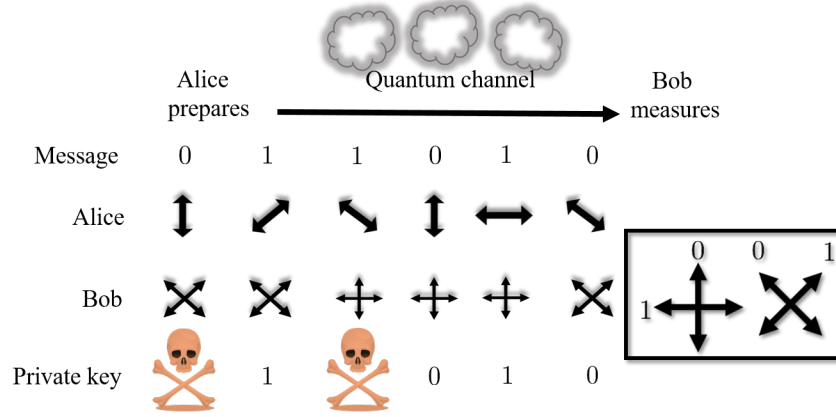 Alice prepares
Quantum channel
Bob measures
Message 0 1 1 0 1 0
Alice
Bob
0 0 1
1
Private key 1 0 1 0